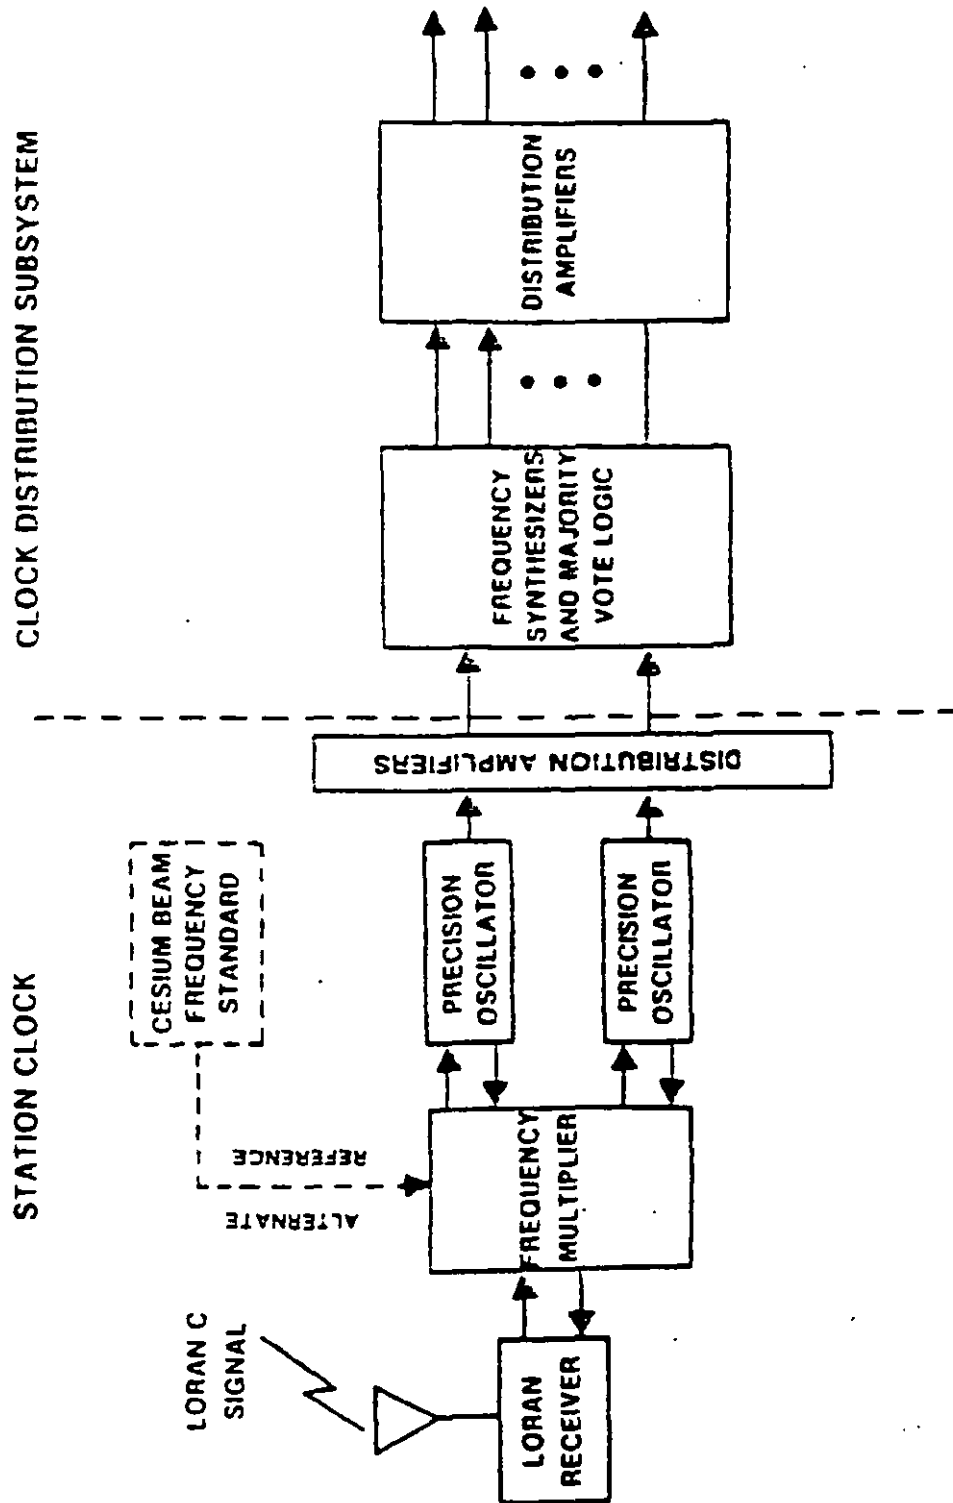 STATION CLOCK
CLOCK DISTRIBUTION SUBSYSTEM
LORAN C
SIGNAL
LORAN
RECEIVER
ALTERNATE
REFERENCE
CESIUM BEAM
FREQUENCY
STANDARD
FREQUENCY
MULTIPLIER
PRECISION
OSCILLATOR
PRECISION
OSCILLATOR
DISTRIBUTION AMPLIFIERS
FREQUENCY
SYNTHESIZERS
AND MAJORITY
VOTE LOGIC
DISTRIBUTION
AMPLIFIERS